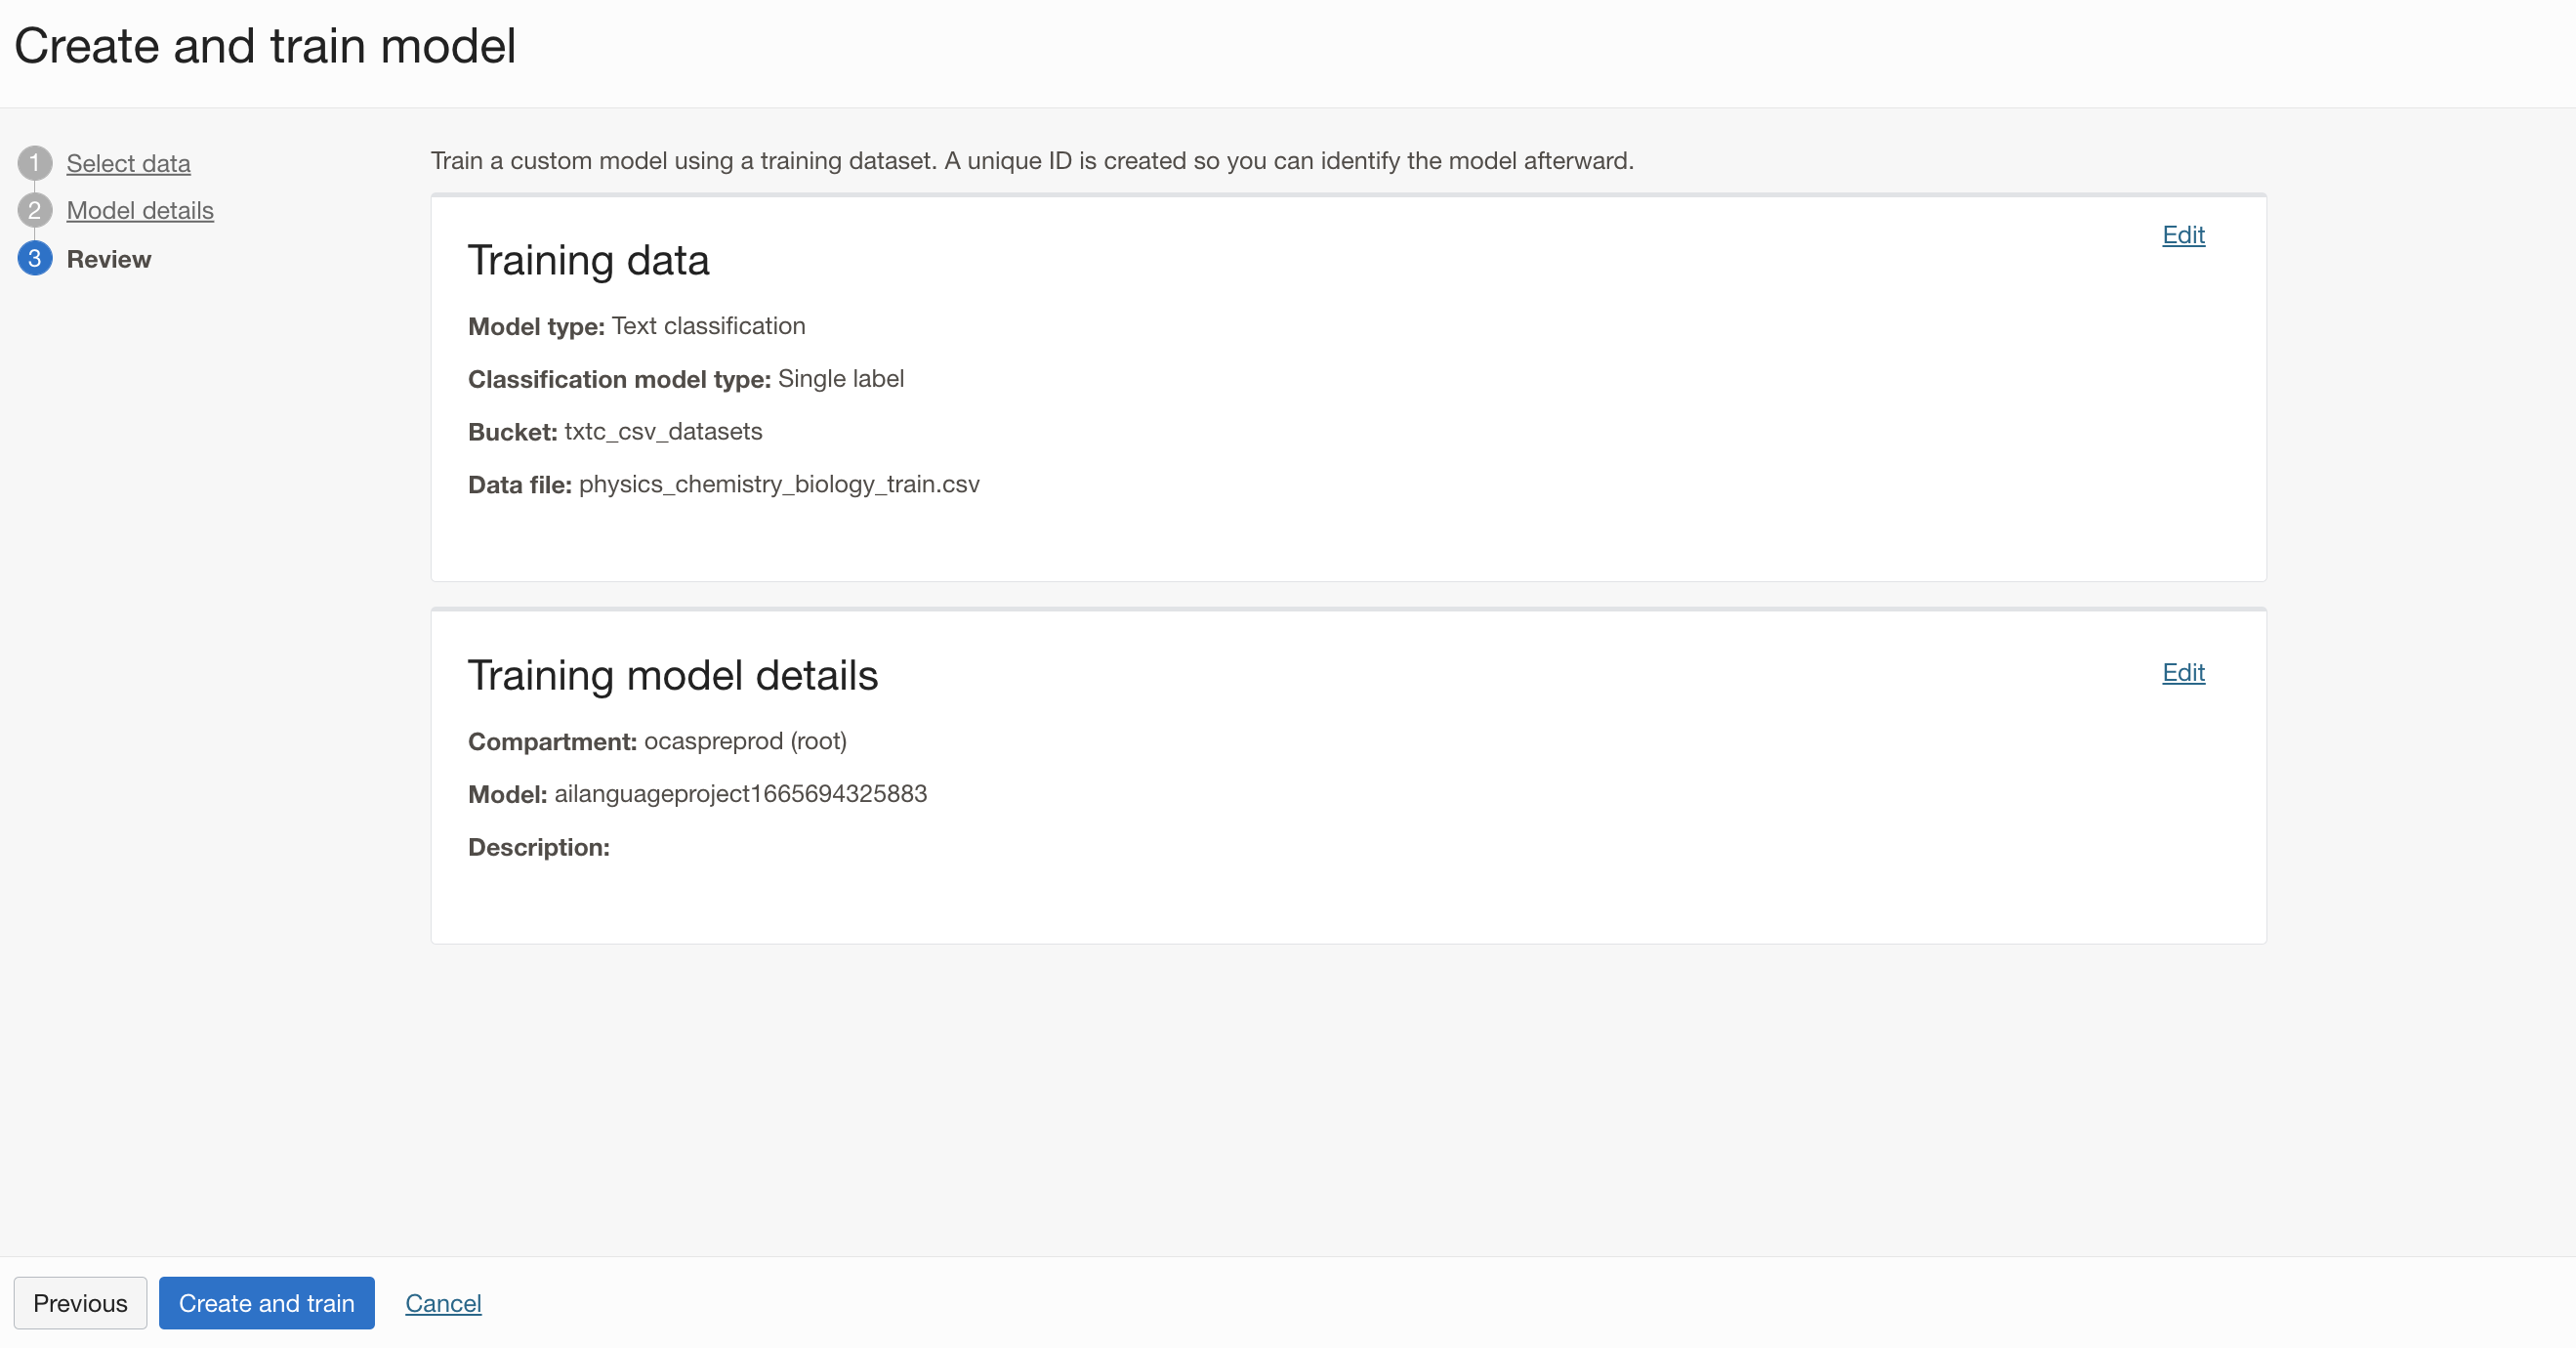 Create and train model
1 Select data
2 Model details
3 Review
Train a custom model using a training dataset. A unique ID is created so you can identify the model afterward.
Training data
Edit
Model type: Text classification
Classification model type: Single label
Bucket: txtc_csv_datasets
Data file: physics_chemistry_biology_train.csv
Training model details
Edit
Compartment: ocaspreprod (root)
Model: ailanguageproject1665694325883
Description:
Previous
Create and train
Cancel